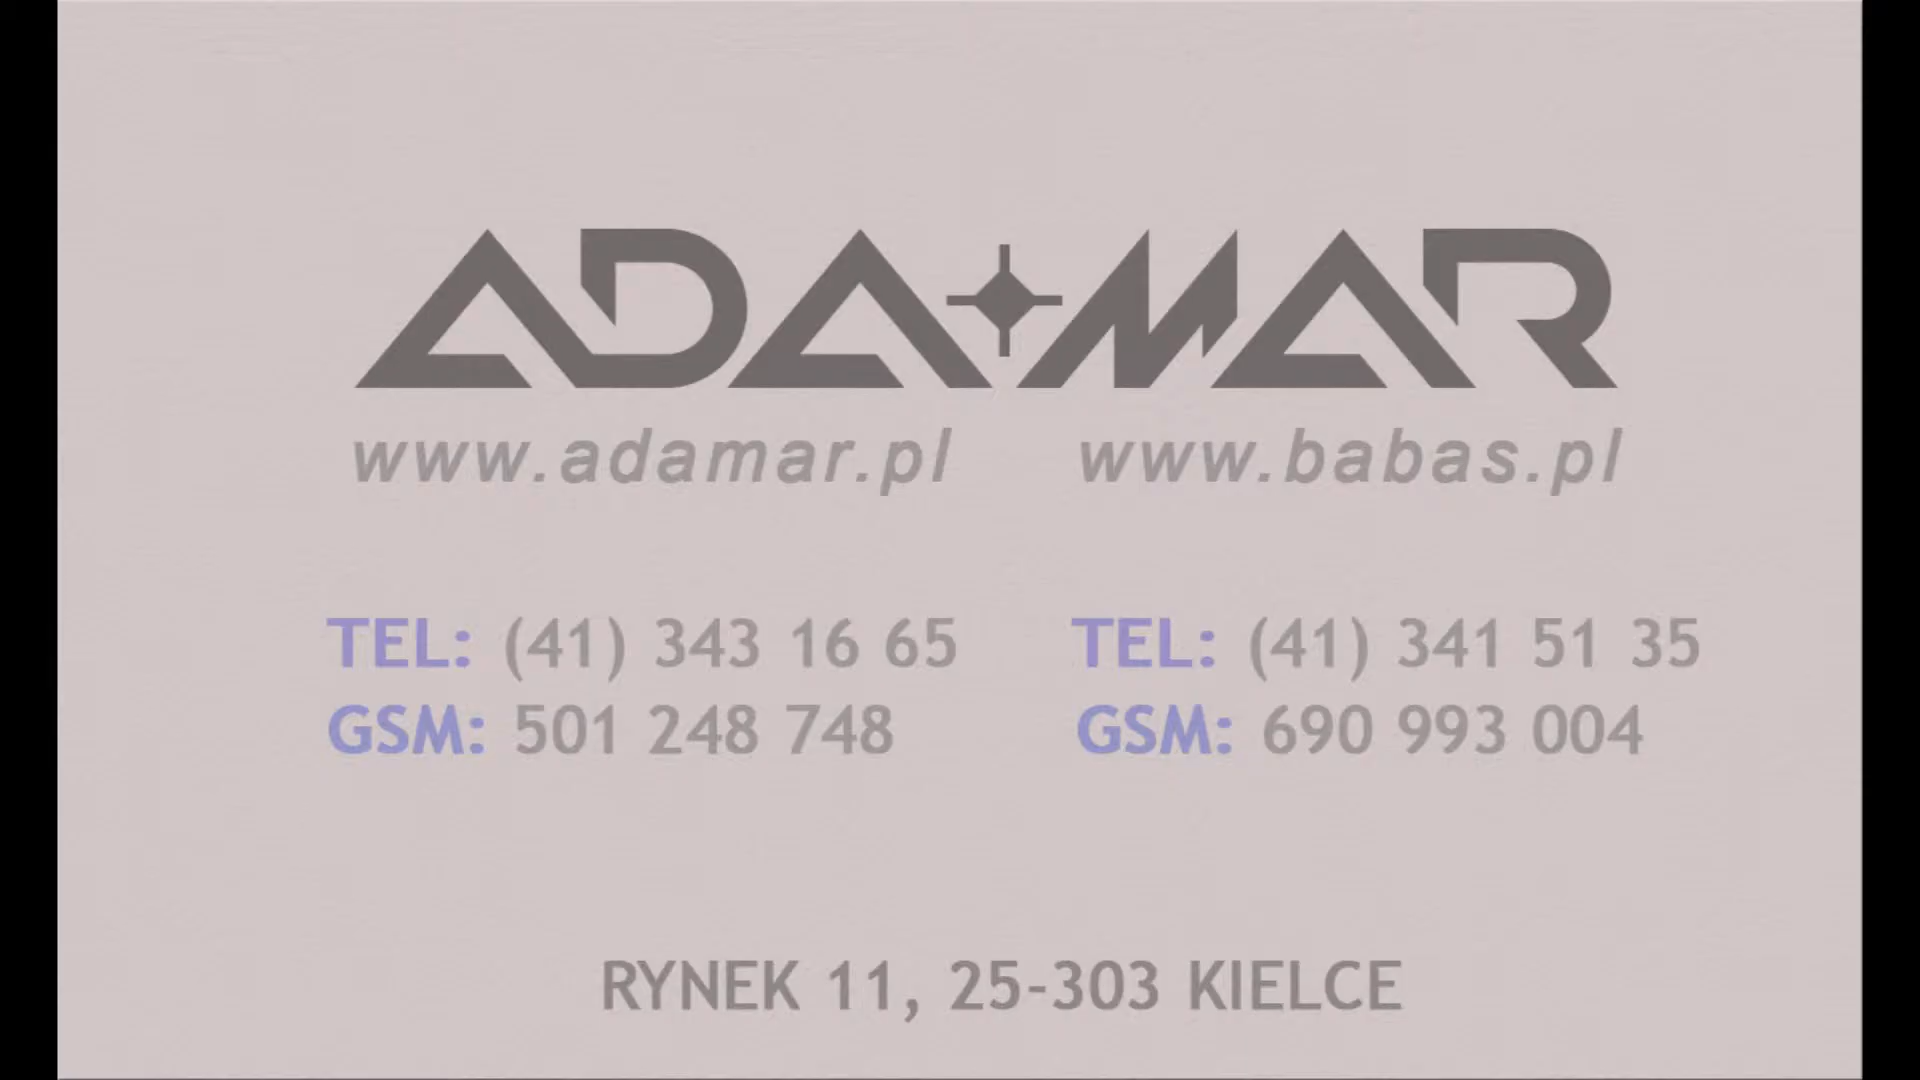 ADA MAR
www.adamar.pl www.babas.pl
TEL: (41) 343 16 65 TEL: (41) 341 51 35
GSM: 501 248 748 GSM: 690 993 004
RYNEK 11, 25-303 KIELCE